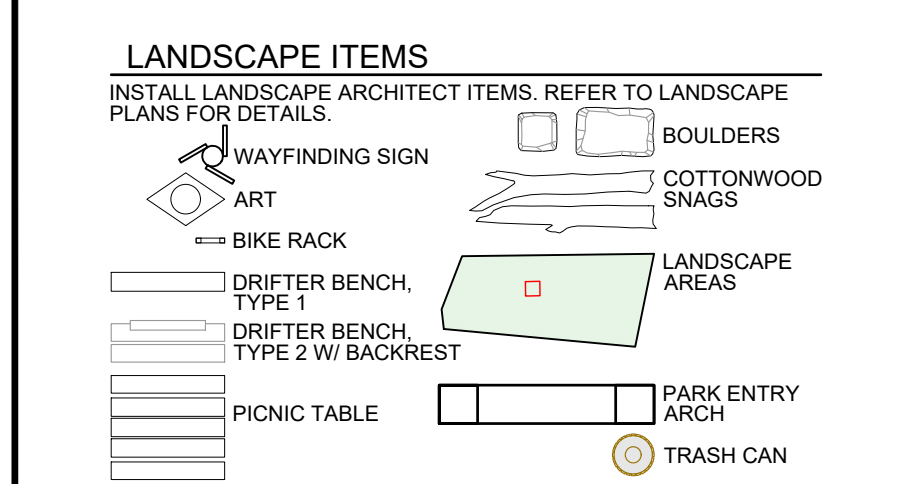 LANDSCAPE ITEMS
INSTALL LANDSCAPE ARCHITECT ITEMS. REFER TO LANDSCAPE
PLANS FOR DETAILS.
WAYFINDING SIGN
ART
BIKE RACK
DRIFTER BENCH,
TYPE 1
DRIFTER BENCH,
TYPE 2 W/ BACKREST
PICNIC TABLE
BOULDERS
COTTONWOOD
SNAGS
LANDSCAPE
AREAS
PARK ENTRY
ARCH
TRASH CAN